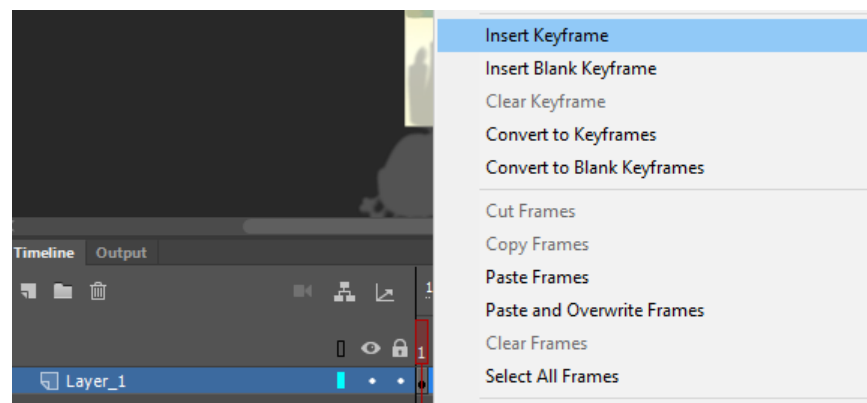 Insert Keyframe
Insert Blank Keyframe
Clear Keyframe
Convert to Keyframes
Convert to Blank Keyframes
Cut Frames
Copy Frames
Paste Frames
Paste and Overwrite Frames
Clear Frames
Select All Frames
Timeline Output
1
1
Layer_1